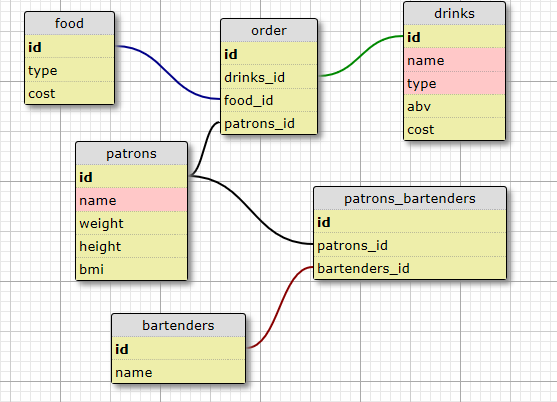 food
id
type
cost
order
id
drinks_id
food_id
patrons_id
drinks
id
name
type
abv
cost
patrons
id
name
weight
height
bmi
patrons_bartenders
id
patrons_id
bartenders_id
bartenders
id
name